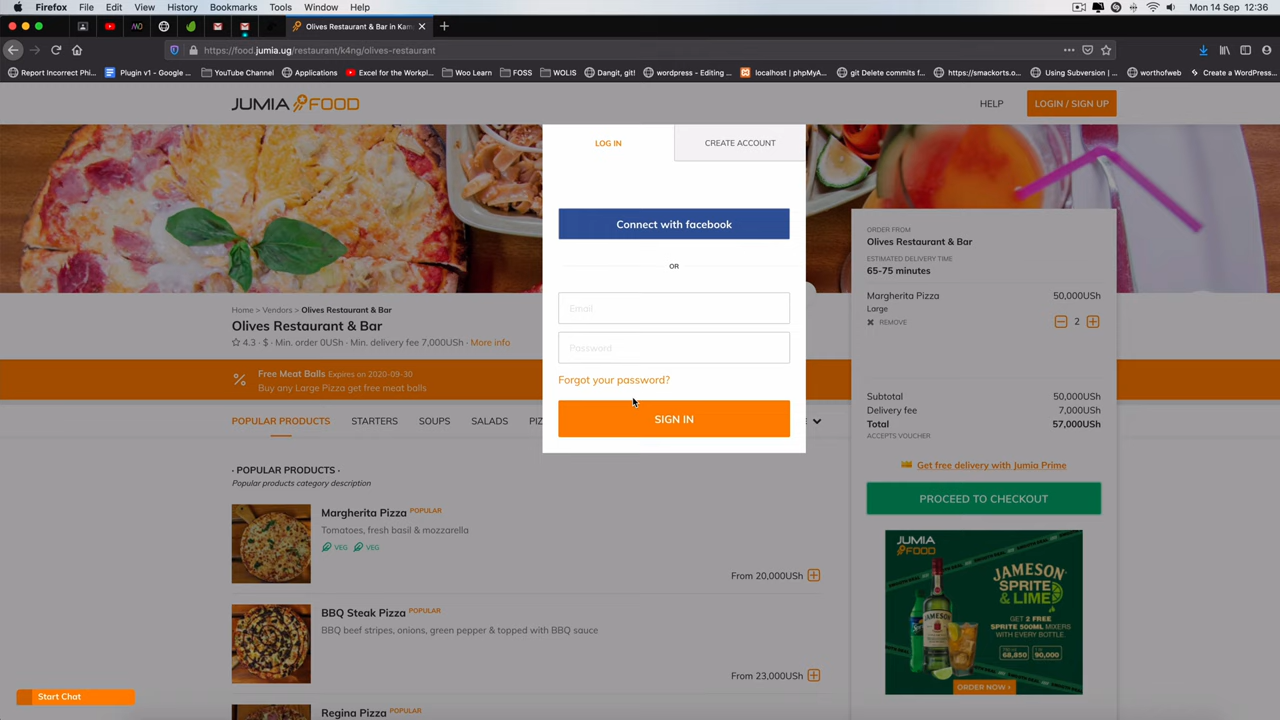 Firefox File Edit View History Bookmarks Tools Window Help
Mon 14 Sep 12:36
Olives Restaurant & Bar in Kam
https://food.jumia.ug/restaurant/k4ng/olives-restaurant
Report Incorrect Phi... Plugin v1 - Google ... YouTube Channel Applications Excel for the Workpl... Woo Learn FOSS WOLIS Dangit, git! wordpress - Editing ... localhost | phpMyA... git Delete commits f... https://smackorts.o... Using Subversion | ... worthofweb Create a WordPress...
JUMIA FOOD
HELP
LOGIN / SIGN UP
LOG IN
CREATE ACCOUNT
Connect with facebook
OR
Email
Password
Forgot your password?
SIGN IN
Home > Vendors > Olives Restaurant & Bar
Olives Restaurant & Bar
4.3 · $ · Min. order 0USh · Min. delivery fee 7,000USh · More info
Free Meat Balls Expires on 2020-09-30
Buy any Large Pizza get free meat balls
POPULAR PRODUCTS STARTERS SOUPS SALADS
· POPULAR PRODUCTS ·
Popular products category description
Margherita Pizza POPULAR
Tomatoes, fresh basil & mozzarella
VEG VEG
From 20,000USh
BBQ Steak Pizza POPULAR
BBQ beef stripes, onions, green pepper & topped with BBQ sauce
From 23,000USh
Regina Pizza POPULAR
Start Chat
ORDER FROM
Olives Restaurant & Bar
ESTIMATED DELIVERY TIME
65-75 minutes
Margherita Pizza 50,000USh
Large
REMOVE
2
Subtotal 50,000USh
Delivery fee 7,000USh
Total 57,000USh
ACCEPTS VOUCHER
Get free delivery with Jumia Prime
PROCEED TO CHECKOUT
JUMIA FOOD
JAMESON
SPRITE
& LIME
GET 2 FREE
SPRITE 500ML MIXERS
WITH EVERY BOTTLE.
68,850
90,000
ORDER NOW